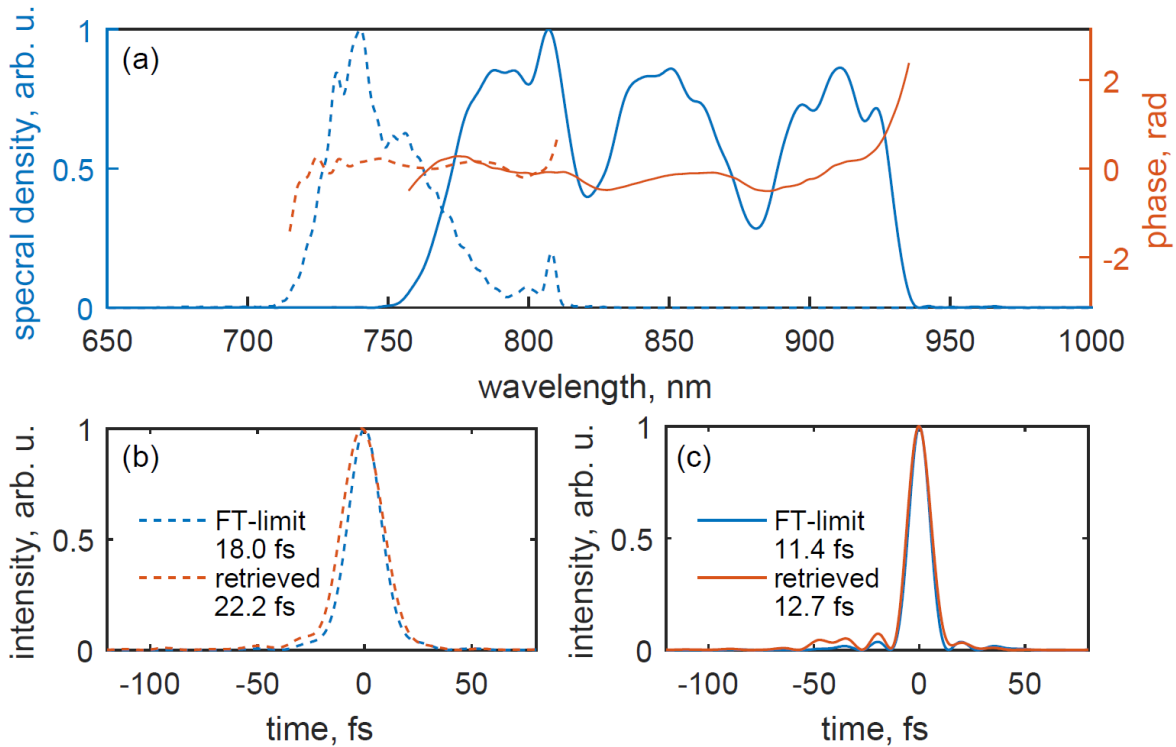 (a)
specral density, arb. u.
1
0.5
0
2
0
-2
phase, rad
650 700 750 800 850 900 950 1000
wavelength, nm
(b)
intensity, arb. u.
1
0.5
0
FT-limit
18.0 fs
retrieved
22.2 fs
-100 -50 0 50
time, fs
(c)
intensity, arb. u.
1
0.5
0
FT-limit
11.4 fs
retrieved
12.7 fs
-100 -50 0 50
time, fs